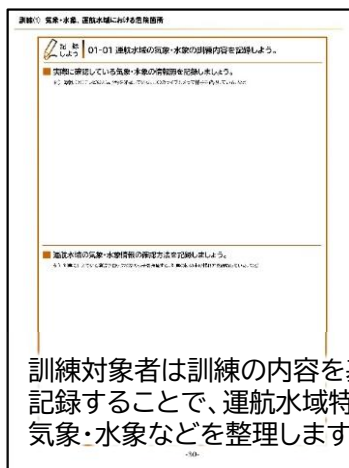 訓練(1) 気象・水象、運航水域における危険箇所
記録しよう 01-01 運航水域の気象・水象の訓練内容を記録しよう。
実際に確認している気象・水象の情報源を記録しましょう。
運航水域の気象・水象情報の確認方法を記録しましょう。
訓練対象者は訓練の内容を
記録することで、運航水域特
気象・水象などを整理します
-50-